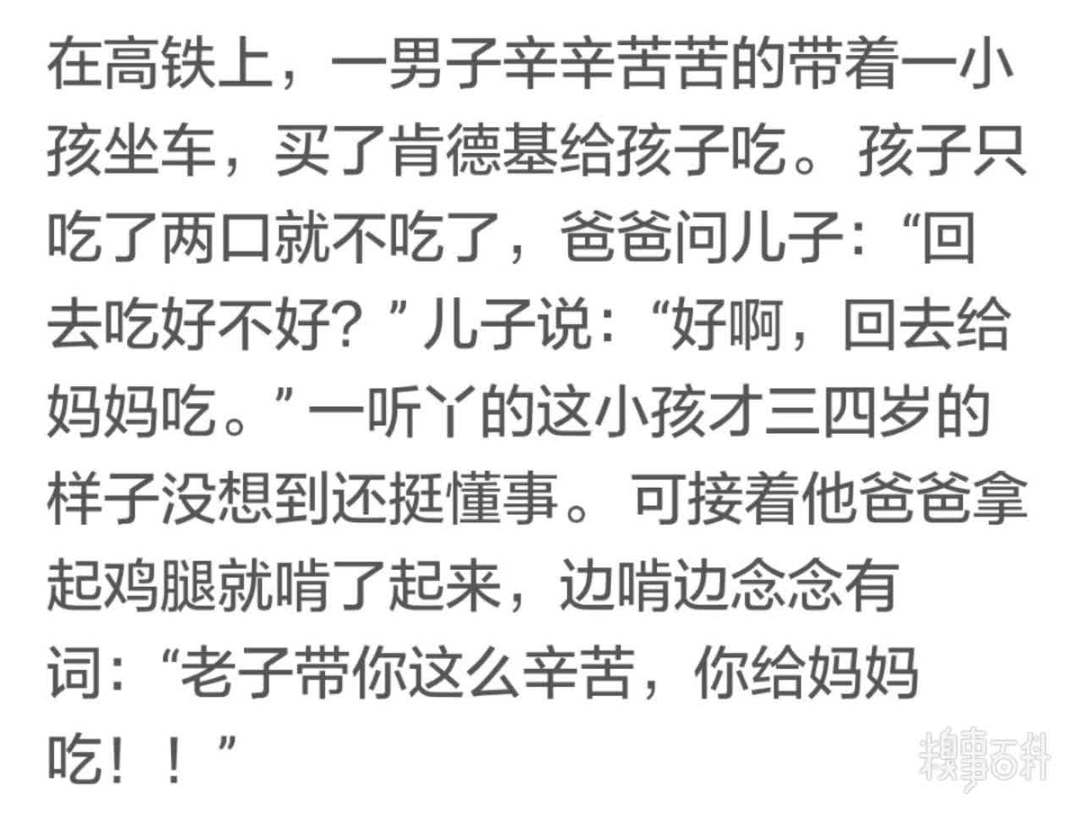 在高铁上，一男子辛辛苦苦的带着一小
孩坐车，买了肯德基给孩子吃。孩子只
吃了两口就不吃了，爸爸问儿子：“回
去吃好不好？”儿子说：“好啊，回去给
妈妈吃。”一听丫的这小孩才三四岁的
样子没想到还挺懂事。可接着他爸爸拿
起鸡腿就啃了起来，边啃边念念有
词：“老子带你这么辛苦，你给妈妈
吃！！”
糗事百科